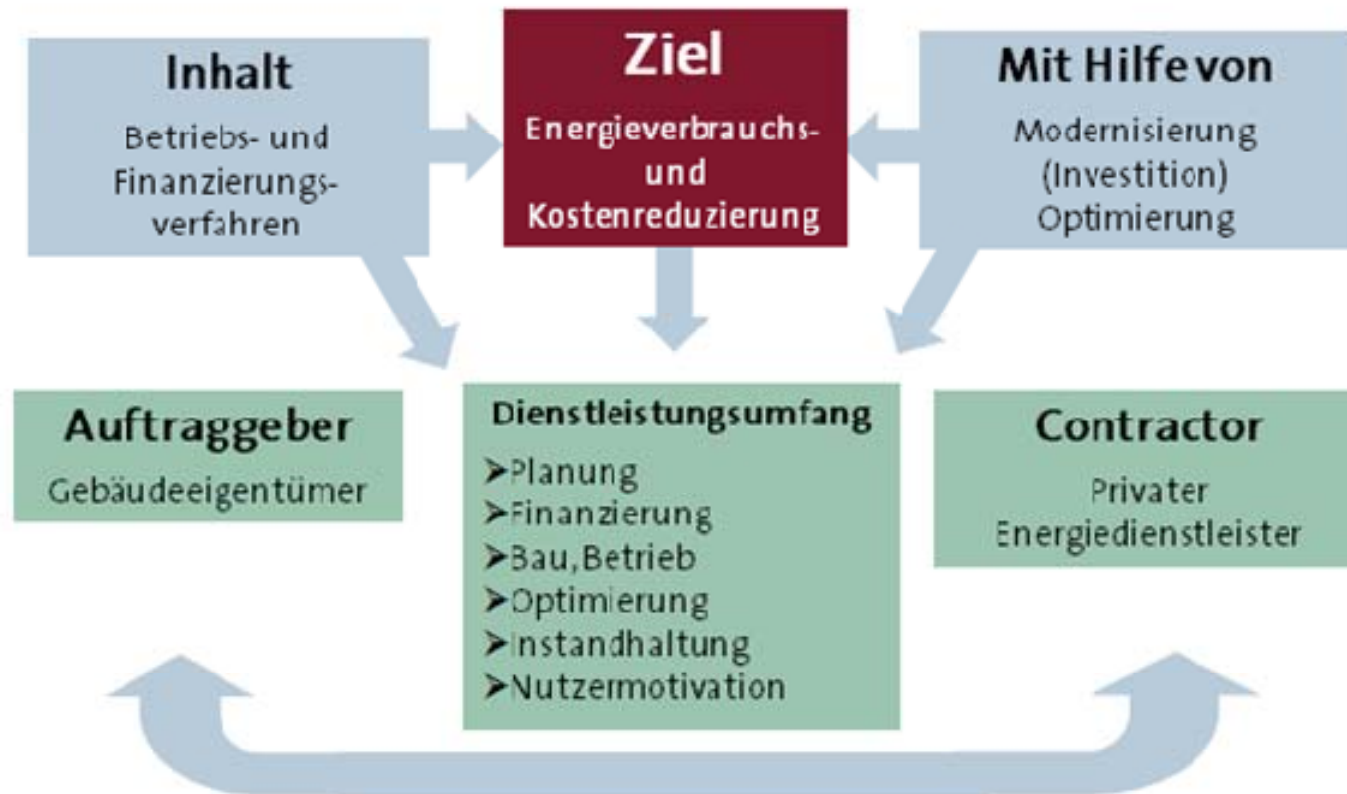 Inhalt
Betriebs- und
Finanzierungs-
verfahren
Ziel
Energieverbrauchs-
und
Kostenreduzierung
Mit Hilfe von
Modernisierung
(Investition)
Optimierung
Auftraggeber
Gebäudeeigentümer
Dienstleistungsumfang
➤Planung
➤Finanzierung
➤Bau, Betrieb
➤Optimierung
➤Instandhaltung
➤Nutzermotivation
Contractor
Privater
Energiedienstleister